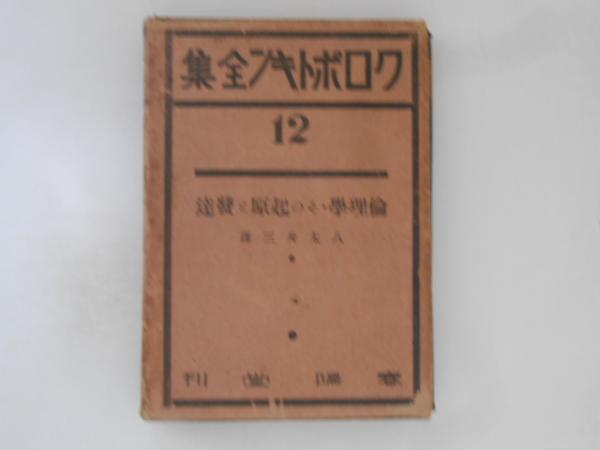 クロポトキン全集
12
倫理學・その起原と發達
八太舟三譯
春陽堂刊